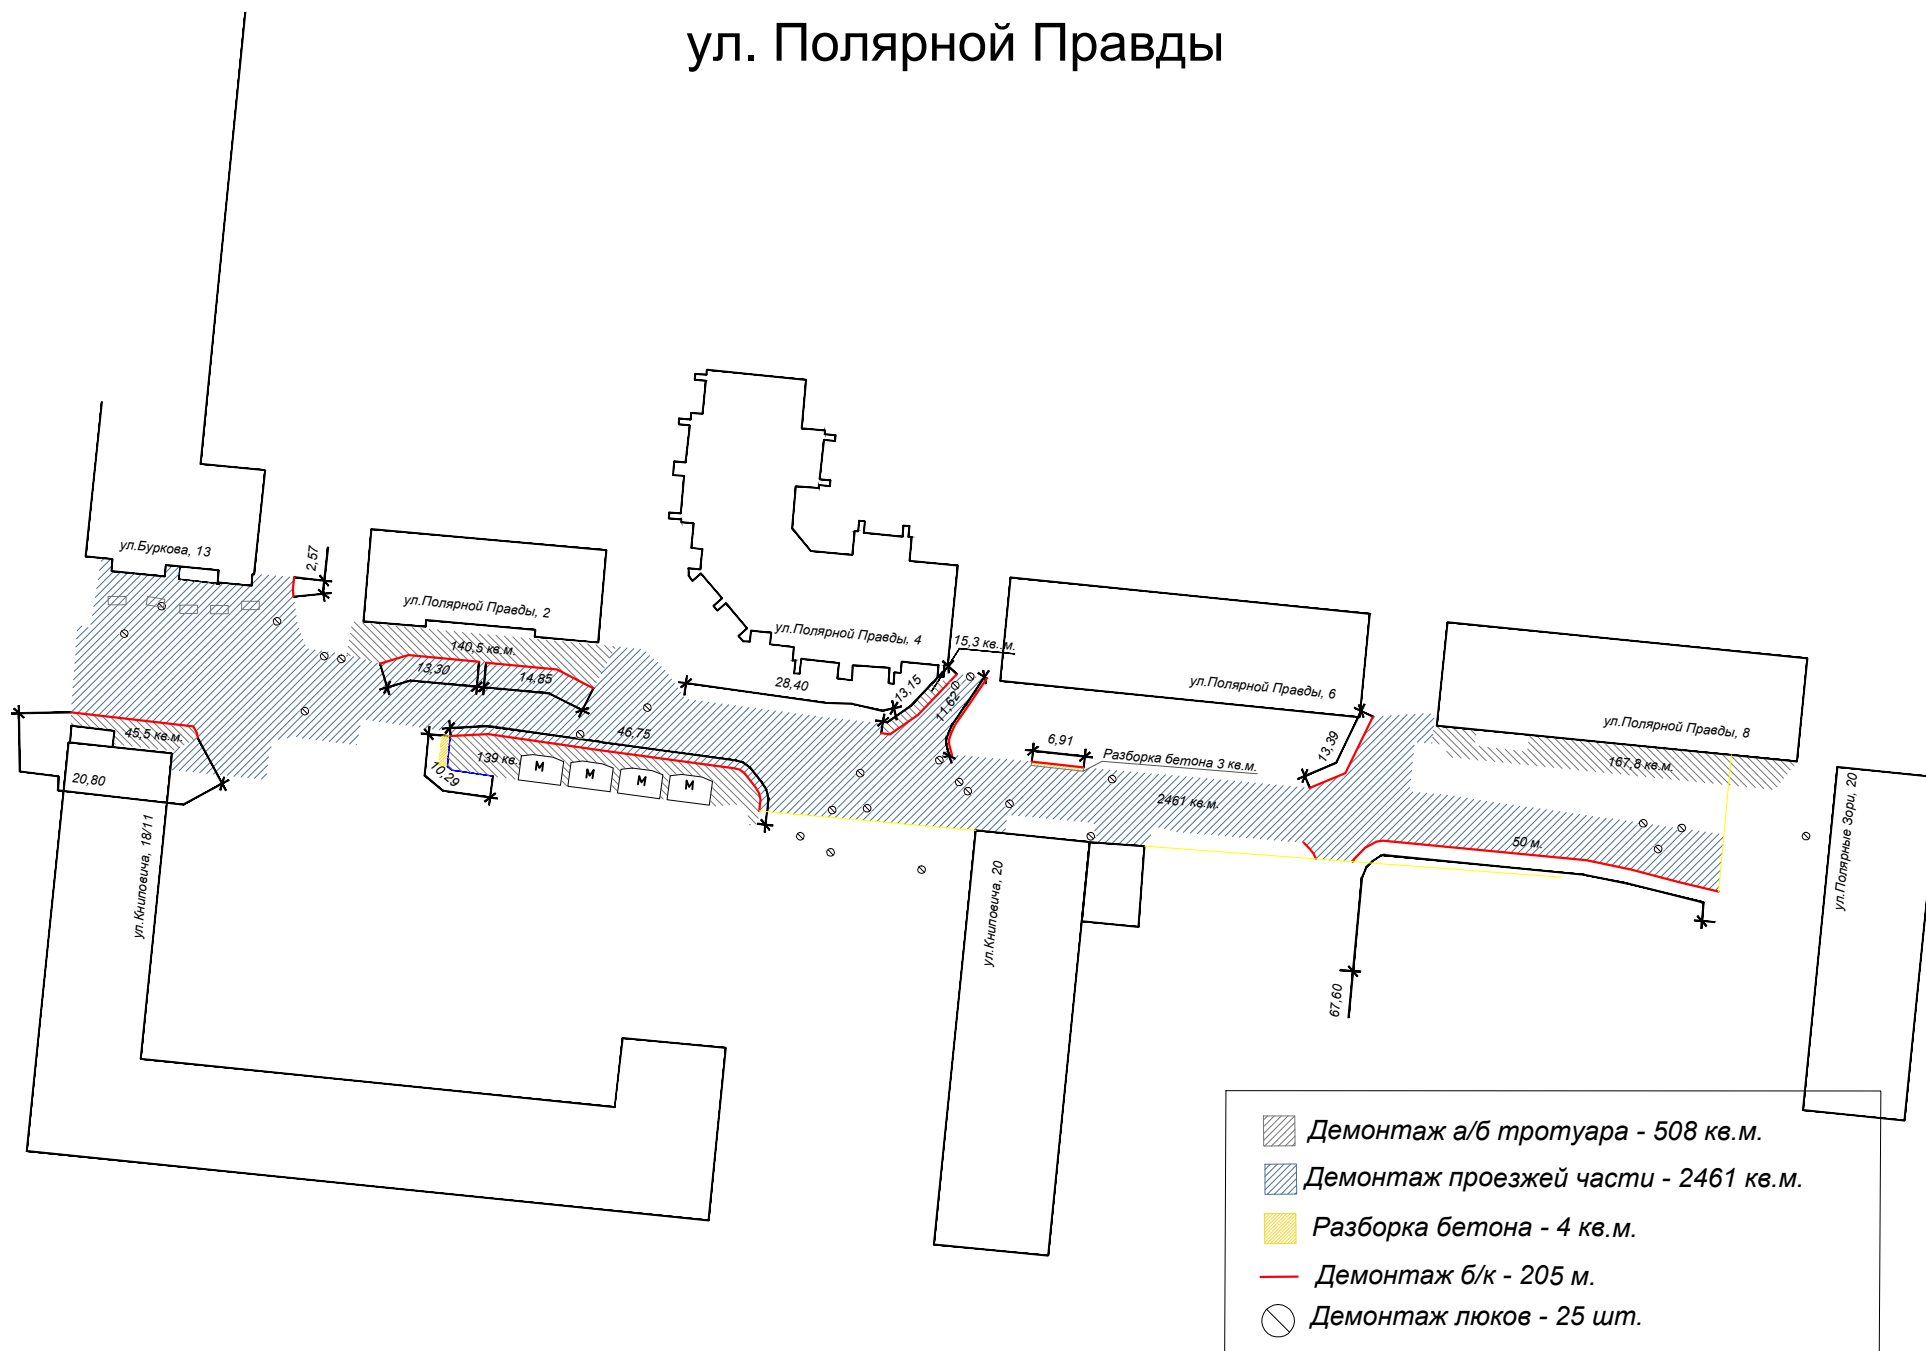 ул. Полярной Правды
ул.Буркова, 13
2,57
ул.Полярной Правды, 2
140,5 кв.м.
13,30
14,85
ул.Полярной Правды, 4
15,3 кв..м.
28,40
13,15
11,62
ул.Полярной Правды, 6
ул.Полярной Правды, 8
45,5 кв.м.
20,80
46,75
139 кв.
10,29
М
М
М
М
6,91
Разборка бетона 3 кв.м.
13,39
167,8 кв.м.
2461 кв.м.
50 м.
ул.Книповича, 18/11
ул.Книповича, 20
67,60
ул.Полярные Зори, 20
Демонтаж а/б тротуара - 508 кв.м.
Демонтаж проезжей части - 2461 кв.м.
Разборка бетона - 4 кв.м.
Демонтаж б/к - 205 м.
Демонтаж люков - 25 шт.